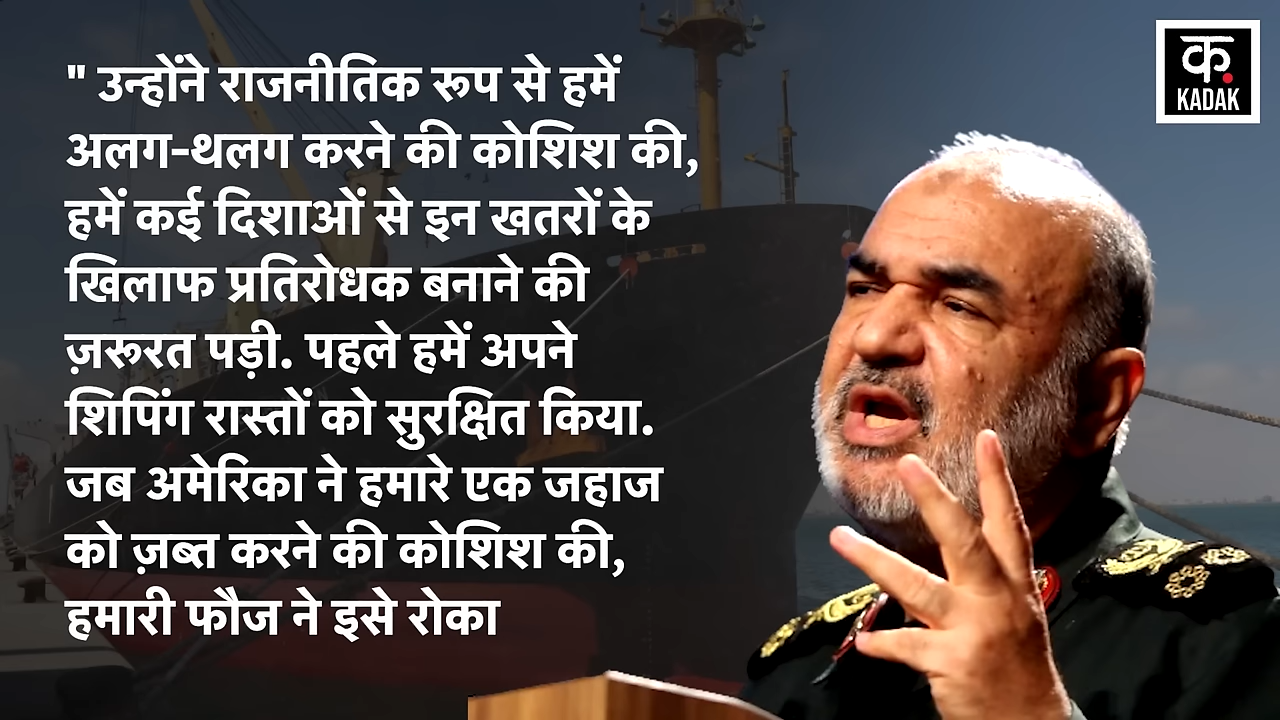 " उन्होंने राजनीतिक रूप से हमें
अलग-थलग करने की कोशिश की,
हमें कई दिशाओं से इन खतरों के
खिलाफ प्रतिरोधक बनाने की
ज़रूरत पड़ी. पहले हमें अपने
शिपिंग रास्तों को सुरक्षित किया.
जब अमेरिका ने हमारे एक जहाज
को ज़ब्त करने की कोशिश की,
हमारी फौज ने इसे रोका
क.
KADAK